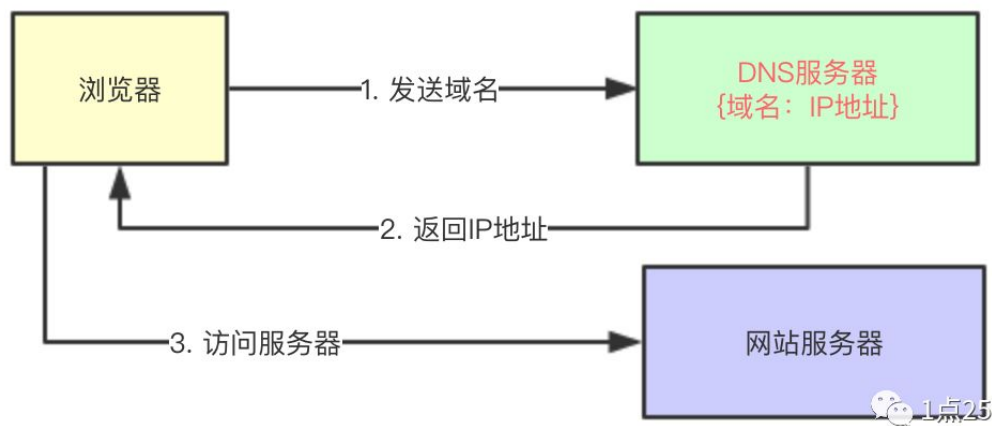 浏览器
1. 发送域名
DNS服务器
{域名：IP地址}
2. 返回IP地址
3. 访问服务器
网站服务器
1点25